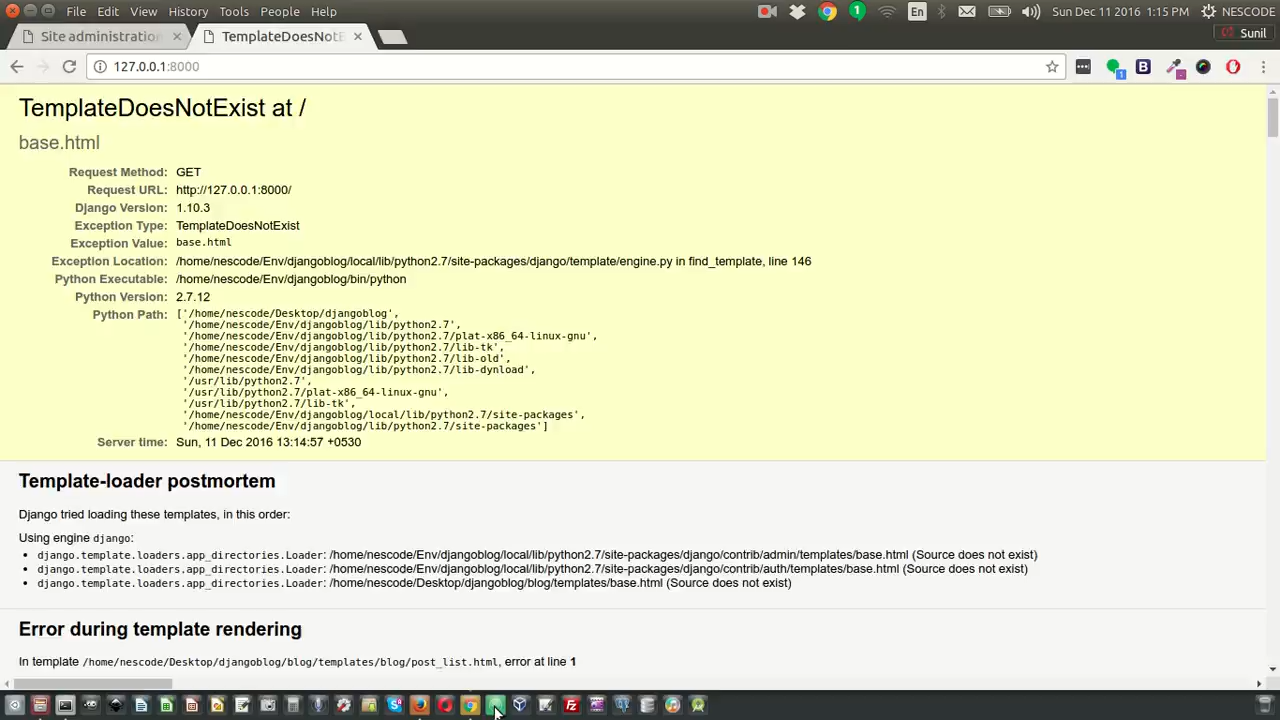 File Edit View History Tools People Help
1 En Sun Dec 11 2016 1:15 PM NESCODE
Site administration × TemplateDoesNotE ×
Sunil
127.0.0.1:8000
TemplateDoesNotExist at /
base.html
Request Method: GET
Request URL: http://127.0.0.1:8000/
Django Version: 1.10.3
Exception Type: TemplateDoesNotExist
Exception Value: base.html
Exception Location: /home/nescode/Env/djangoblog/local/lib/python2.7/site-packages/django/template/engine.py in find_template, line 146
Python Executable: /home/nescode/Env/djangoblog/bin/python
Python Version: 2.7.12
Python Path: ['/home/nescode/Desktop/djangoblog',
'/home/nescode/Env/djangoblog/lib/python2.7',
'/home/nescode/Env/djangoblog/lib/python2.7/plat-x86_64-linux-gnu',
'/home/nescode/Env/djangoblog/lib/python2.7/lib-tk',
'/home/nescode/Env/djangoblog/lib/python2.7/lib-old',
'/home/nescode/Env/djangoblog/lib/python2.7/lib-dynload',
'/usr/lib/python2.7',
'/usr/lib/python2.7/plat-x86_64-linux-gnu',
'/usr/lib/python2.7/lib-tk',
'/home/nescode/Env/djangoblog/local/lib/python2.7/site-packages',
'/home/nescode/Env/djangoblog/lib/python2.7/site-packages']
Server time: Sun, 11 Dec 2016 13:14:57 +0530
Template-loader postmortem
Django tried loading these templates, in this order:
Using engine django:
• django.template.loaders.app_directories.Loader: /home/nescode/Env/djangoblog/local/lib/python2.7/site-packages/django/contrib/admin/templates/base.html (Source does not exist)
• django.template.loaders.app_directories.Loader: /home/nescode/Env/djangoblog/local/lib/python2.7/site-packages/django/contrib/auth/templates/base.html (Source does not exist)
• django.template.loaders.app_directories.Loader: /home/nescode/Desktop/djangoblog/blog/templates/base.html (Source does not exist)
Error during template rendering
In template /home/nescode/Desktop/djangoblog/blog/templates/blog/post_list.html, error at line 1